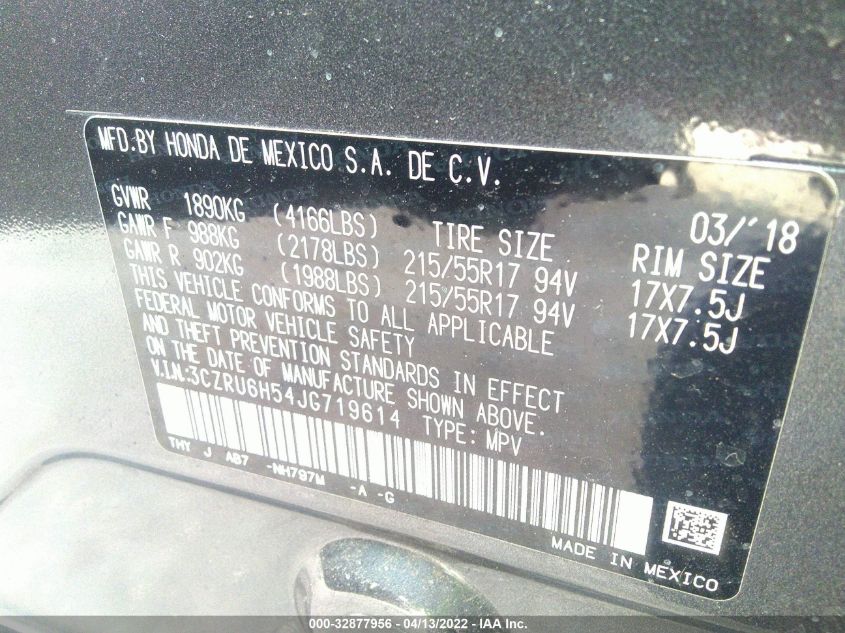 MFD.BY HONDA DE MEXICO S.A. DE C.V.
03/'18
GVWR 1890KG (4166LBS) TIRE SIZE RIM SIZE
GAWR F 988KG (2178LBS) 215/55R17 94V 17X7.5J
GAWR R 902KG (1988LBS) 215/55R17 94V 17X7.5J
THIS VEHICLE CONFORMS TO ALL APPLICABLE
FEDERAL MOTOR VEHICLE SAFETY
AND THEFT PREVENTION STANDARDS IN EFFECT
ON THE DATE OF MANUFACTURE SHOWN ABOVE.
V.I.N.:3CZRU6H54JG719614 TYPE: MPV
THY J AB7 -NH797M -A -G
MADE IN MEXICO
000-32877956 - 04/13/2022 - IAA Inc.